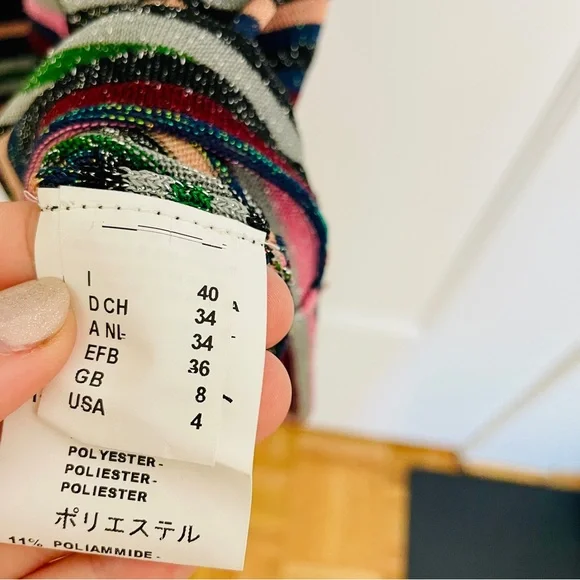 I 40
D CH 34
A NL 34
EFB 36
GB 8
USA 4
POLYESTER-
POLIESTER-
POLIESTER
ポリエステル
11% POLIAMMIDE-